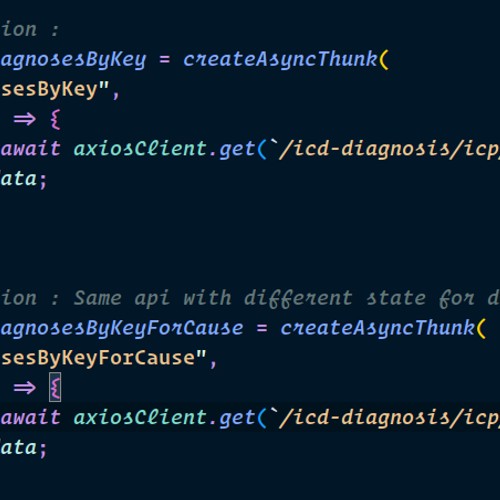 ion :
agnosesByKey = createAsyncThunk(
sesByKey",
=> {
await axiosClient.get(`/icd-diagnosis/icp/
ata;
ion : Same api with different state for d
agnosesByKeyForCause = createAsyncThunk(
sesByKeyForCause",
=> {
await axiosClient.get(`/icd-diagnosis/icp/
ata;